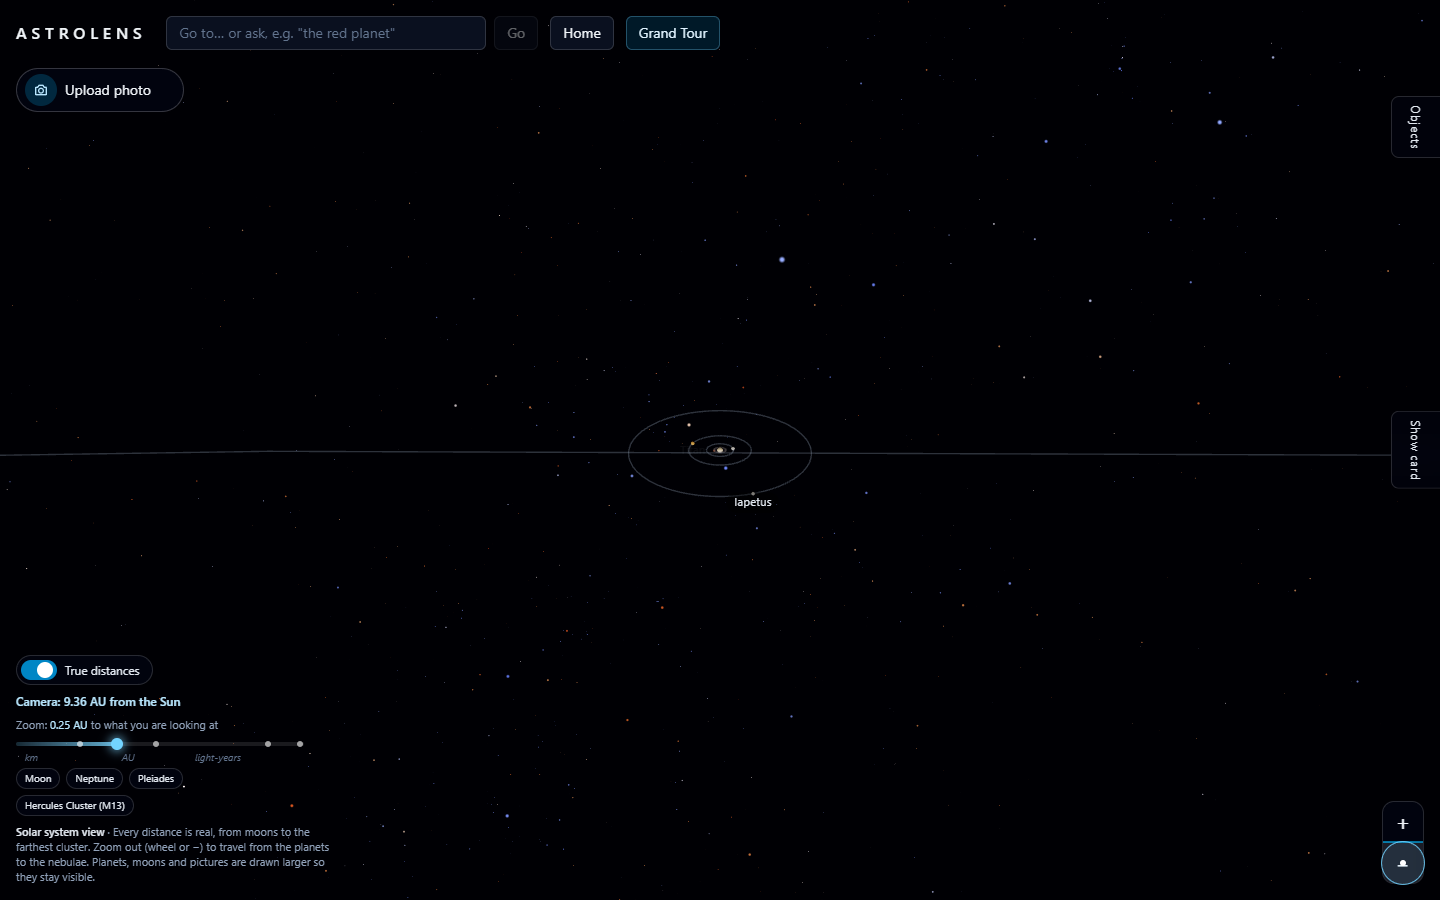 ASTROLENS
Go to... or ask, e.g. "the red planet"
Go
Home
Grand Tour
Upload photo
Objects
Show card
Iapetus
True distances
Camera: 9.36 AU from the Sun
Zoom: 0.25 AU to what you are looking at
km
AU
light-years
Moon
Neptune
Pleiades
Hercules Cluster (M13)
Solar system view · Every distance is real, from moons to the
farthest cluster. Zoom out (wheel or −) to travel from the planets
to the nebulae. Planets, moons and pictures are drawn larger so
they stay visible.
+